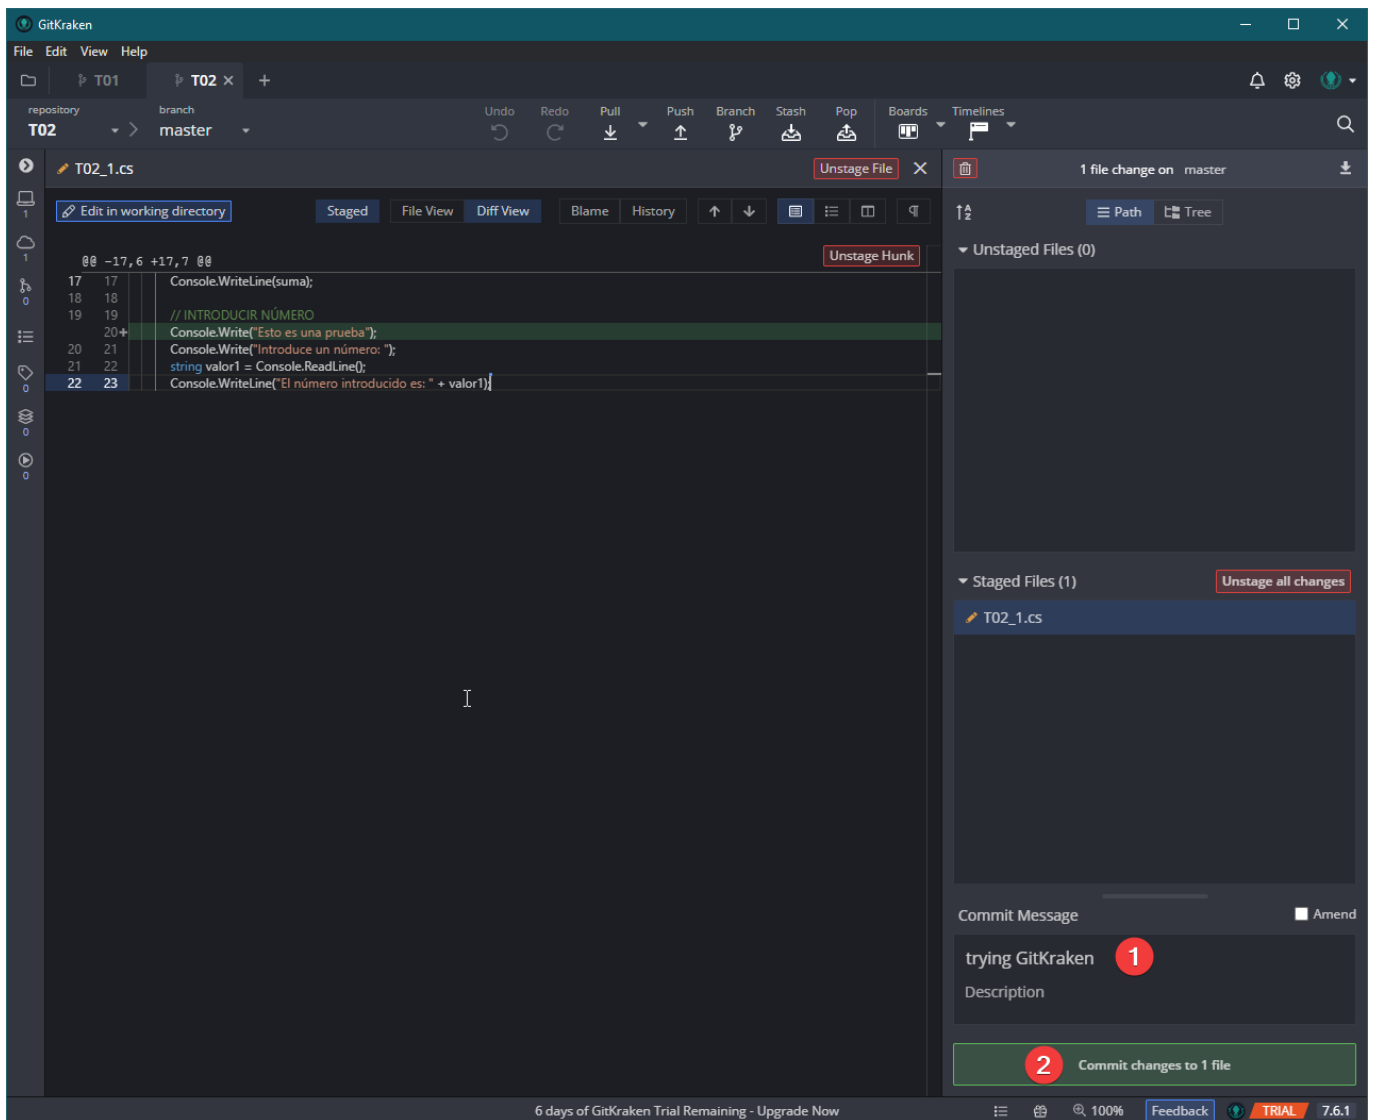 GitKraken
File Edit View Help
T01 T02
repository branch
T02 master
Undo Redo Pull Push Branch Stash Pop Boards Timelines
T02_1.cs Unstage File
1 file change on master
Edit in working directory Staged File View Diff View Blame History
Path Tree
Unstaged Files (0)
@@ -17,6 +17,7 @@ Unstage Hunk
17 17 Console.WriteLine(suma);
18 18
19 19 // INTRODUCIR NÚMERO
20+ Console.Write("Esto es una prueba");
20 21 Console.Write("Introduce un número: ");
21 22 string valor1 = Console.ReadLine();
22 23 Console.WriteLine("El número introducido es: " + valor1);
1
1
0
0
0
0
Staged Files (1) Unstage all changes
T02_1.cs
Commit Message Amend
trying GitKraken 1
Description
2 Commit changes to 1 file
6 days of GitKraken Trial Remaining - Upgrade Now 100% Feedback TRIAL 7.6.1